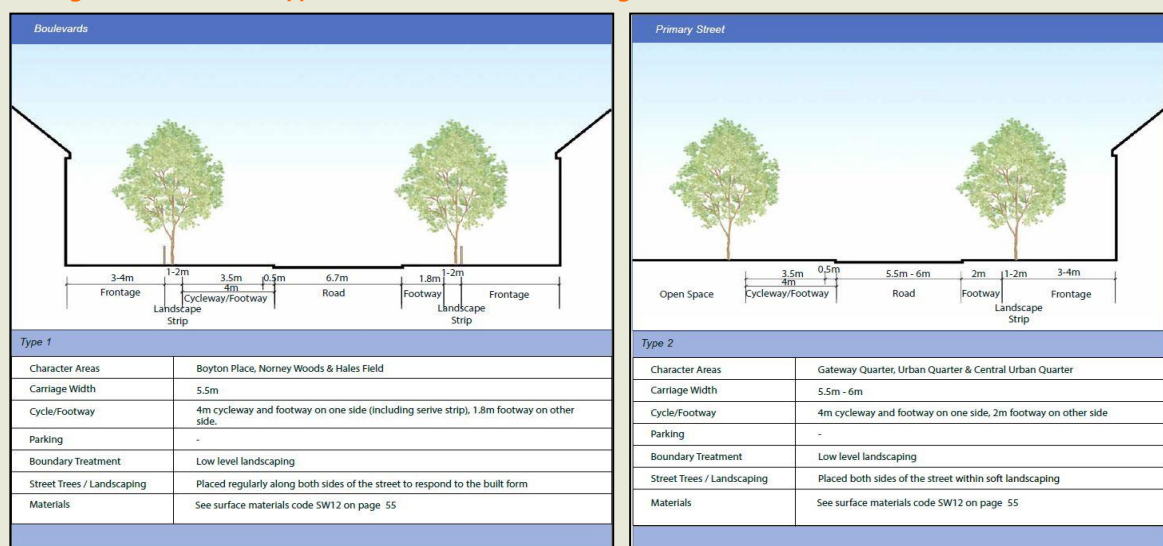 Boulevards
3-4m
1-2m
3.5m
0.5m
6.7m
1.8m
1-2m
4m
Frontage
Cycleway/Footway
Road
Footway
Frontage
Landscape
Strip
Landscape
Strip
Type 1
Character Areas Boyton Place, Norney Woods & Hales Field
Carriage Width 5.5m
Cycle/Footway 4m cycleway and footway on one side (including serive strip), 1.8m footway on other
side.
Parking -
Boundary Treatment Low level landscaping
Street Trees / Landscaping Placed regularly along both sides of the street to respond to the built form
Materials See surface materials code SW12 on page 55
Primary Street
3.5m
0.5m
5.5m - 6m
2m
1-2m
3-4m
4m
Open Space
Cycleway/Footway
Road
Footway
Frontage
Landscape
Strip
Type 2
Character Areas Gateway Quarter, Urban Quarter & Central Urban Quarter
Carriage Width 5.5m - 6m
Cycle/Footway 4m cycleway and footway on one side, 2m footway on other side
Parking -
Boundary Treatment Low level landscaping
Street Trees / Landscaping Placed both sides of the street within soft landscaping
Materials See surface materials code SW12 on page 55